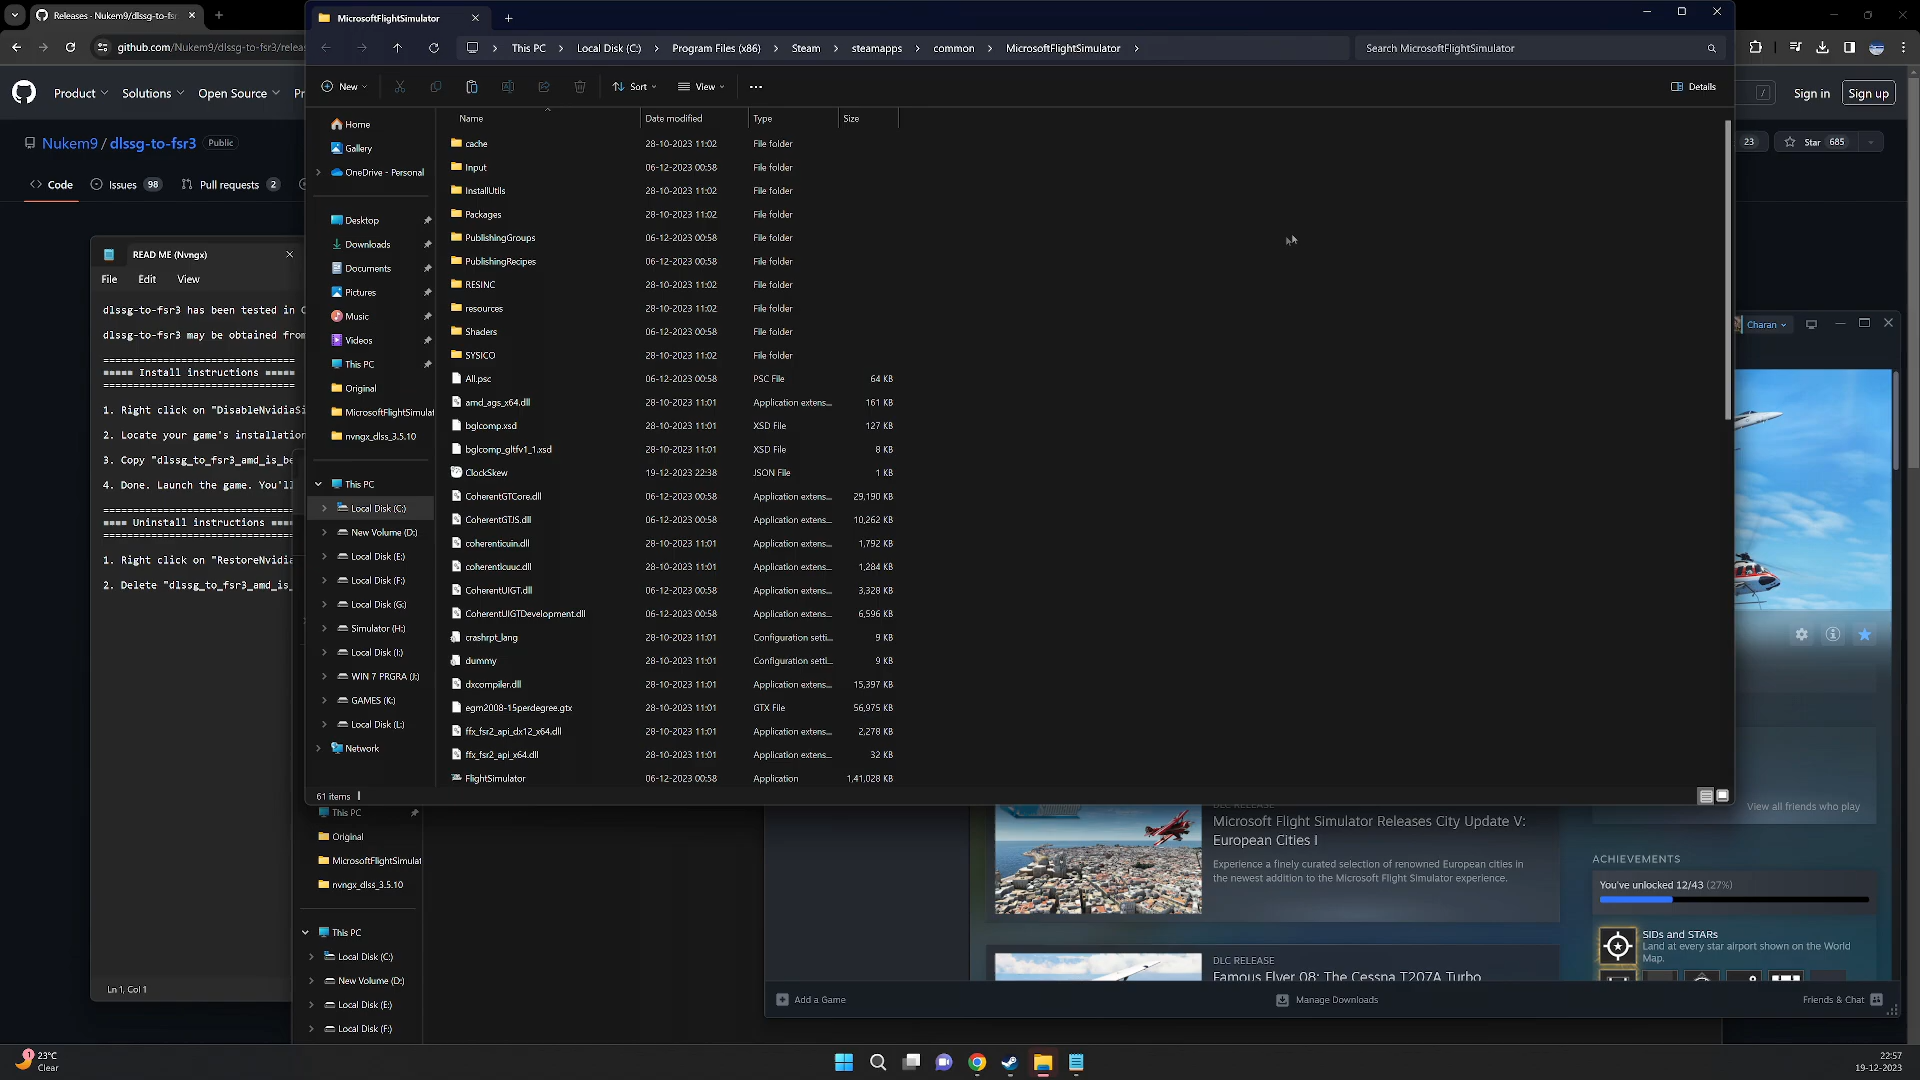 Releases · Nukem9/dlssg-to-fsr
github.com/Nukem9/dlssg-to-fsr3/relea
Product
Solutions
Open Source
Pr
/
Sign in
Sign up
Nukem9 / dlssg-to-fsr3
Public
23
Star 685
Code
Issues 98
Pull requests 2
READ ME (Nvngx)
File
Edit
View
dlssg-to-fsr3 has been tested in
dlssg-to-fsr3 may be obtained from
==============================
===== Install instructions =====
==============================
1. Right click on "DisableNvidiaSi
2. Locate your game's installation
3. Copy "dlssg_to_fsr3_amd_is_be
4. Done. Launch the game. You'll
==============================
==== Uninstall instructions ====
==============================
1. Right click on "RestoreNvidia
2. Delete "dlssg_to_fsr3_amd_is_
Ln 1, Col 1
MicrosoftFlightSimulator
This PC > Local Disk (C:) > Program Files (x86) > Steam > steamapps > common > MicrosoftFlightSimulator >
Search MicrosoftFlightSimulator
New
Sort
View
Details
Home
Gallery
OneDrive - Personal
Desktop
Downloads
Documents
Pictures
Music
Videos
This PC
Original
MicrosoftFlightSimulat
nvngx_dlss_3.5.10
This PC
Local Disk (C:)
New Volume (D:)
Local Disk (E:)
Local Disk (F:)
Local Disk (G:)
Simulator (H:)
Local Disk (I:)
WIN 7 PRGRA (J:)
GAMES (K:)
Local Disk (L:)
Network
Name Date modified Type Size
cache 28-10-2023 11:02 File folder
Input 06-12-2023 00:58 File folder
InstallUtils 28-10-2023 11:02 File folder
Packages 28-10-2023 11:02 File folder
PublishingGroups 06-12-2023 00:58 File folder
PublishingRecipes 06-12-2023 00:58 File folder
RESINC 28-10-2023 11:02 File folder
resources 28-10-2023 11:02 File folder
Shaders 06-12-2023 00:58 File folder
SYSICO 28-10-2023 11:02 File folder
All.psc 06-12-2023 00:58 PSC File 64 KB
amd_ags_x64.dll 28-10-2023 11:01 Application extens... 161 KB
bglcomp.xsd 28-10-2023 11:01 XSD File 127 KB
bglcomp_gltfv1_1.xsd 28-10-2023 11:01 XSD File 8 KB
ClockSkew 19-12-2023 22:38 JSON File 1 KB
CoherentGTCore.dll 06-12-2023 00:58 Application extens... 29,190 KB
CoherentGTJS.dll 06-12-2023 00:58 Application extens... 10,262 KB
coherenticuin.dll 28-10-2023 11:01 Application extens... 1,792 KB
coherenticuuc.dll 28-10-2023 11:01 Application extens... 1,284 KB
CoherentUIGT.dll 06-12-2023 00:58 Application extens... 3,328 KB
CoherentUIGTDevelopment.dll 06-12-2023 00:58 Application extens... 6,596 KB
crashrpt_lang 28-10-2023 11:01 Configuration setti... 9 KB
dummy 28-10-2023 11:01 Configuration setti... 9 KB
dxcompiler.dll 28-10-2023 11:01 Application extens... 15,397 KB
egm2008-15perdegree.gtx 28-10-2023 11:01 GTX File 56,975 KB
ffx_fsr2_api_dx12_x64.dll 28-10-2023 11:01 Application extens... 2,278 KB
ffx_fsr2_api_x64.dll 28-10-2023 11:01 Application extens... 32 KB
FlightSimulator 06-12-2023 00:58 Application 1,41,028 KB
61 items
This PC
Original
MicrosoftFlightSimulat
nvngx_dlss_3.5.10
This PC
Local Disk (C:)
New Volume (D:)
Local Disk (E:)
Local Disk (F:)
Charan
View all friends who play
DLC RELEASE
Microsoft Flight Simulator Releases City Update V:
European Cities I
Experience a finely curated selection of renowned European cities in
the newest addition to the Microsoft Flight Simulator experience.
DLC RELEASE
Famous Flyer 08: The Cessna T207A Turbo
ACHIEVEMENTS
You've unlocked 12/43 (27%)
SIDs and STARs
Land at every star airport shown on the World
Map.
Add a Game
Manage Downloads
Friends & Chat
1
23°C
Clear
22:57
19-12-2023